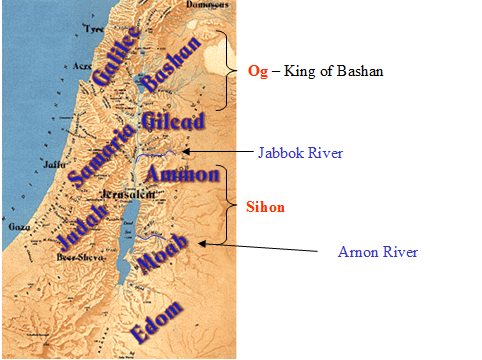 Damascus
Tyre
Galilee
Acre
Bashan
Og – King of Bashan
Gilead
Samaria
Jabbok River
Jaffa
Ammon
Jerusalem
Sihon
Judah
Gaza
Moab
Arnon River
Beer-Sheva
Edom